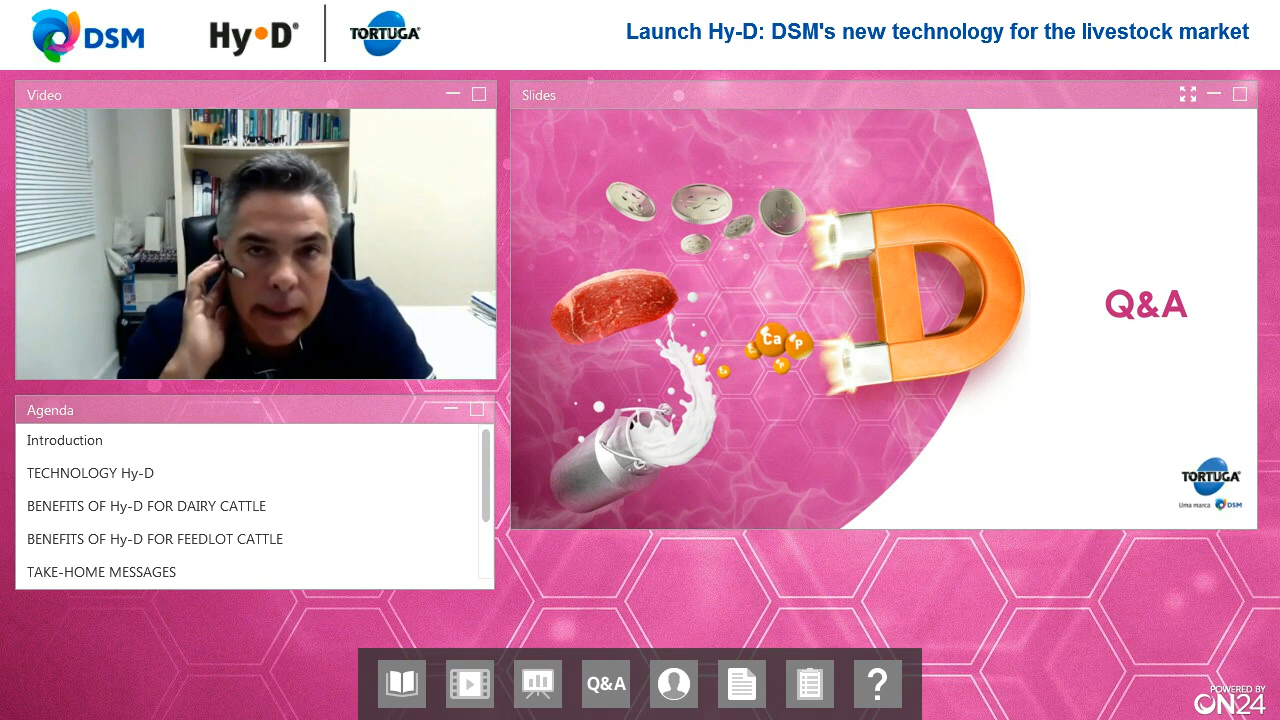 DSM
Hy•D®
TORTUGA
Launch Hy-D: DSM's new technology for the livestock market
Video
Slides
Ca
P
Q&A
Agenda
Introduction
TECHNOLOGY Hy-D
BENEFITS OF Hy-D FOR DAIRY CATTLE
BENEFITS OF Hy-D FOR FEEDLOT CATTLE
TAKE-HOME MESSAGES
TORTUGA
Uma marca DSM
Q&A
?
POWERED BY
ON24